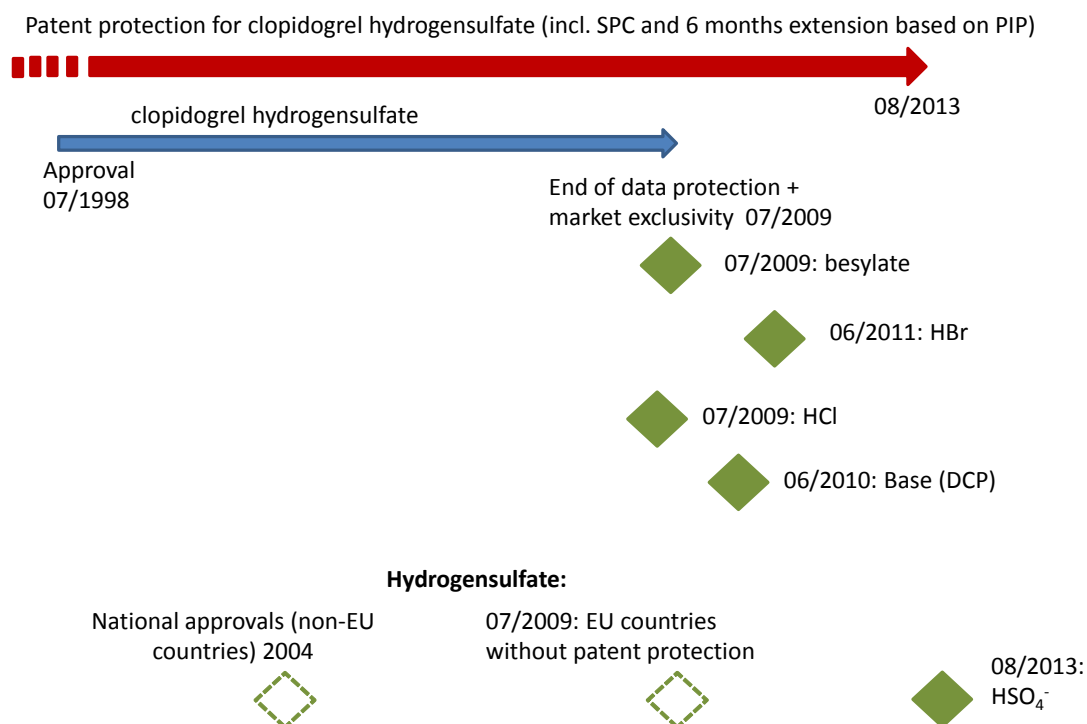 Patent protection for clopidogrel hydrogensulfate (incl. SPC and 6 months extension based on PIP)
08/2013
clopidogrel hydrogensulfate
Approval
07/1998
End of data protection +
market exclusivity 07/2009
07/2009: besylate
06/2011: HBr
07/2009: HCl
06/2010: Base (DCP)
Hydrogensulfate:
National approvals (non-EU
countries) 2004
07/2009: EU countries
without patent protection
08/2013:
HSO₄⁻